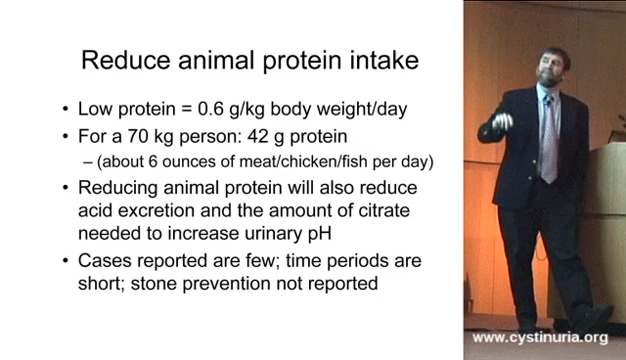 Reduce animal protein intake
• Low protein = 0.6 g/kg body weight/day
• For a 70 kg person: 42 g protein
– (about 6 ounces of meat/chicken/fish per day)
• Reducing animal protein will also reduce
acid excretion and the amount of citrate
needed to increase urinary pH
• Cases reported are few; time periods are
short; stone prevention not reported
www.cystinuria.org